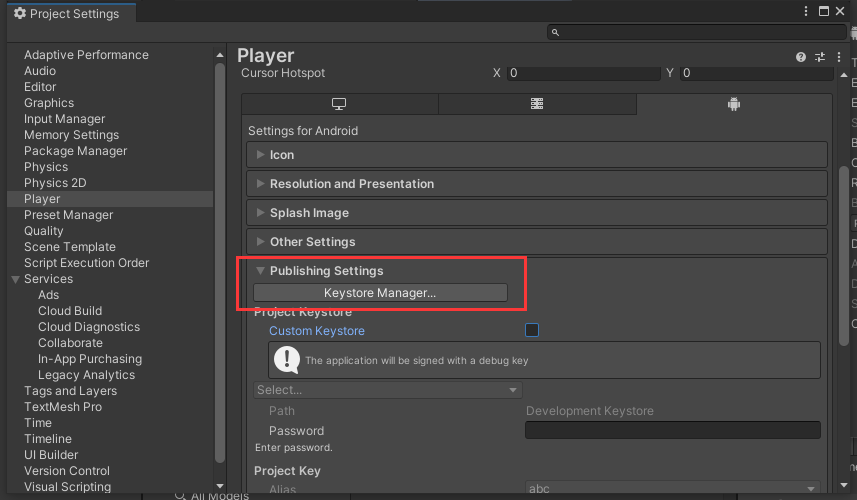 Project Settings
Adaptive Performance
Audio
Editor
Graphics
Input Manager
Memory Settings
Package Manager
Physics
Physics 2D
Player
Preset Manager
Quality
Scene Template
Script Execution Order
Services
Ads
Cloud Build
Cloud Diagnostics
Collaborate
In-App Purchasing
Legacy Analytics
Tags and Layers
TextMesh Pro
Time
Timeline
UI Builder
Version Control
Visual Scripting
Player
Cursor Hotspot X 0 Y 0
Settings for Android
Icon
Resolution and Presentation
Splash Image
Other Settings
Publishing Settings
Keystore Manager...
Project Keystore
Custom Keystore
The application will be signed with a debug key
Select...
Path Development Keystore
Password
Enter password.
Project Key
Alias abc
All Models